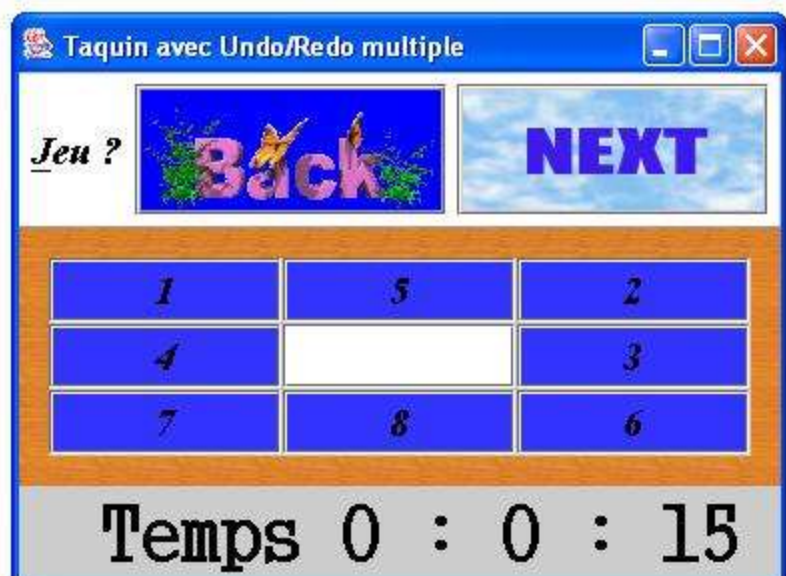 Taquin avec Undo/Redo multiple
Jeu ? Back NEXT
1 5 2
4 3
7 8 6
Temps 0 : 0 : 15